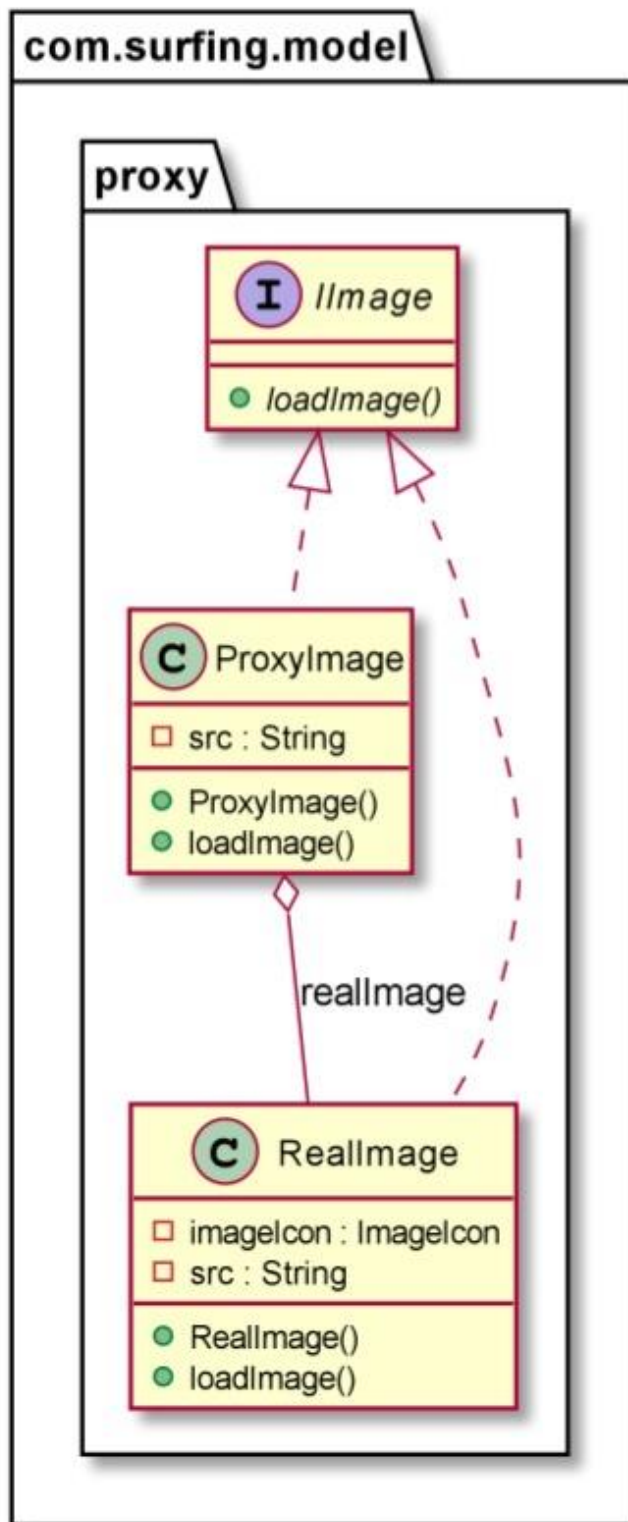 com.surfing.model
proxy
I IImage
loadImage()
C ProxyImage
src : String
ProxyImage()
loadImage()
realImage
C RealImage
imageIcon : ImageIcon
src : String
RealImage()
loadImage()